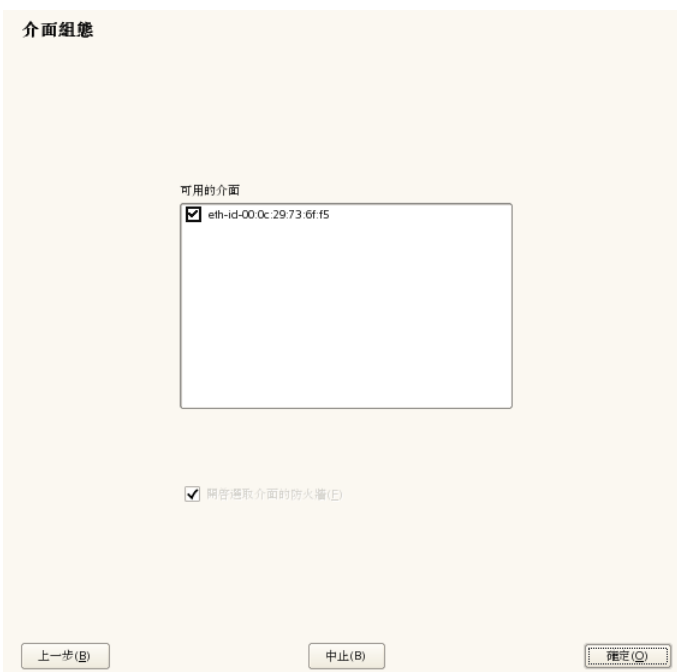 介面組態
可用的介面
eth-id-00:0c:29:73:6f:f5
開啓選取介面的防火牆(F)
上一步(B)
中止(B)
確定(O)